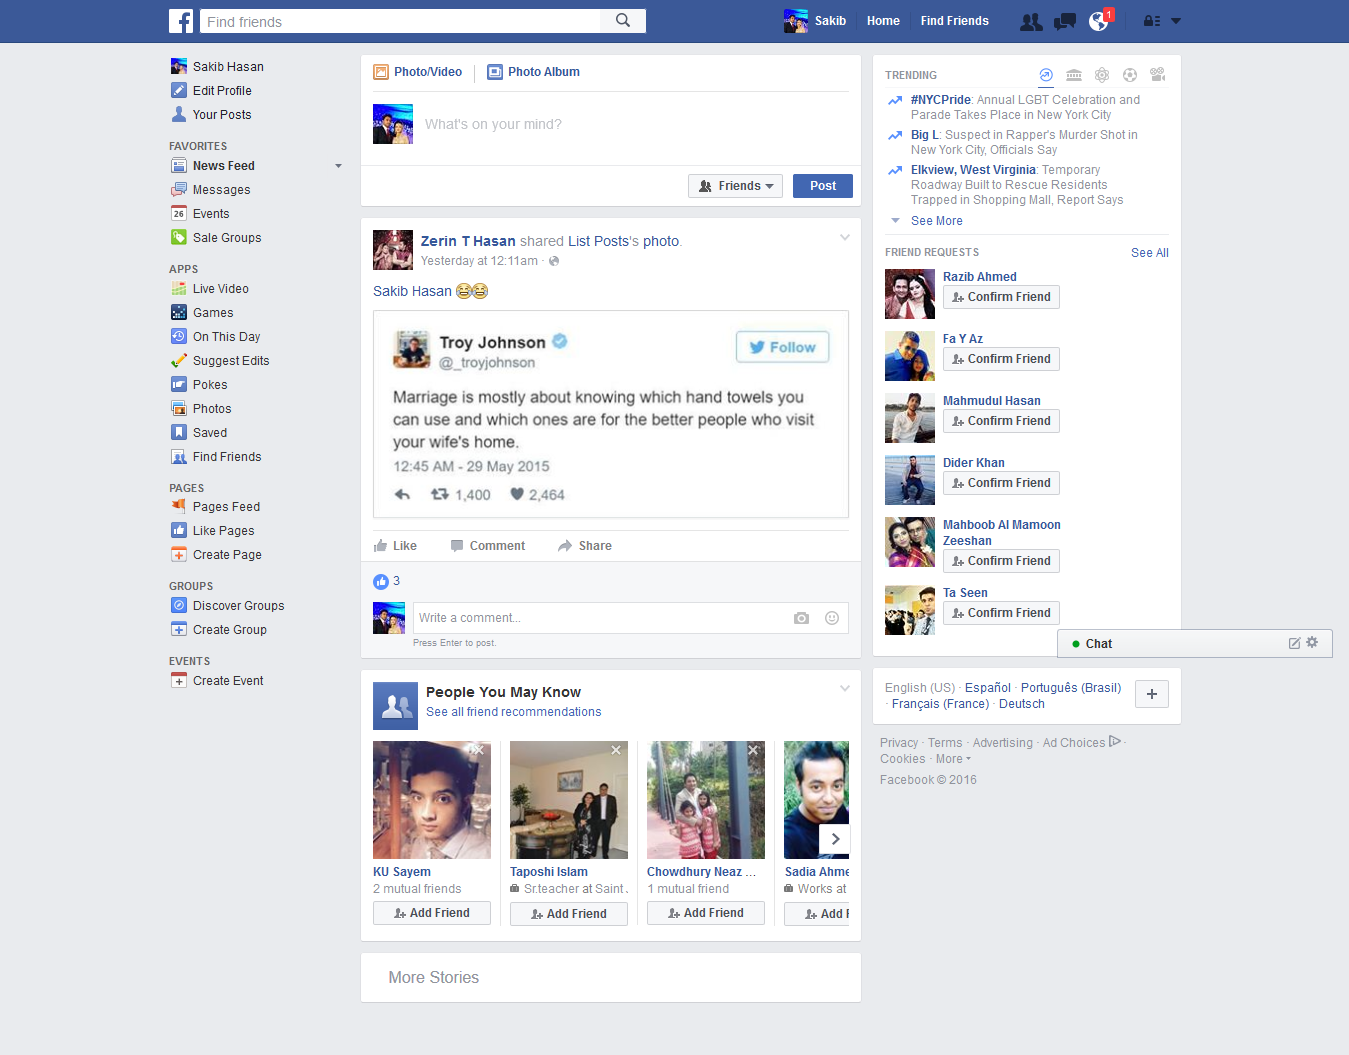 Find friends
Sakib
Home
Find Friends
1
Sakib Hasan
Edit Profile
Your Posts
FAVORITES
News Feed
Messages
26
Events
Sale Groups
APPS
Live Video
Games
On This Day
Suggest Edits
Pokes
Photos
Saved
Find Friends
PAGES
Pages Feed
Like Pages
Create Page
GROUPS
Discover Groups
Create Group
EVENTS
Create Event
Photo/Video
Photo Album
What's on your mind?
Friends
Post
Zerin T Hasan shared List Posts's photo.
Yesterday at 12:11am ·
Sakib Hasan 😂😂
Troy Johnson
@_troyjohnson
Follow
Marriage is mostly about knowing which hand towels you
can use and which ones are for the better people who visit
your wife's home.
12:45 AM - 29 May 2015
1,400
2,464
Like
Comment
Share
3
Write a comment...
Press Enter to post.
People You May Know
See all friend recommendations
KU Sayem
2 mutual friends
Add Friend
Taposhi Islam
Sr.teacher at Saint
Add Friend
Chowdhury Neaz ...
1 mutual friend
Add Friend
Sadia Ahme
Works at
Add F
More Stories
TRENDING
#NYCPride: Annual LGBT Celebration and
Parade Takes Place in New York City
Big L: Suspect in Rapper's Murder Shot in
New York City, Officials Say
Elkview, West Virginia: Temporary
Roadway Built to Rescue Residents
Trapped in Shopping Mall, Report Says
See More
FRIEND REQUESTS
See All
Razib Ahmed
Confirm Friend
Fa Y Az
Confirm Friend
Mahmudul Hasan
Confirm Friend
Dider Khan
Confirm Friend
Mahboob Al Mamoon
Zeeshan
Confirm Friend
Ta Seen
Confirm Friend
Chat
English (US) · Español · Português (Brasil)
· Français (France) · Deutsch
Privacy · Terms · Advertising · Ad Choices ·
Cookies · More
Facebook © 2016